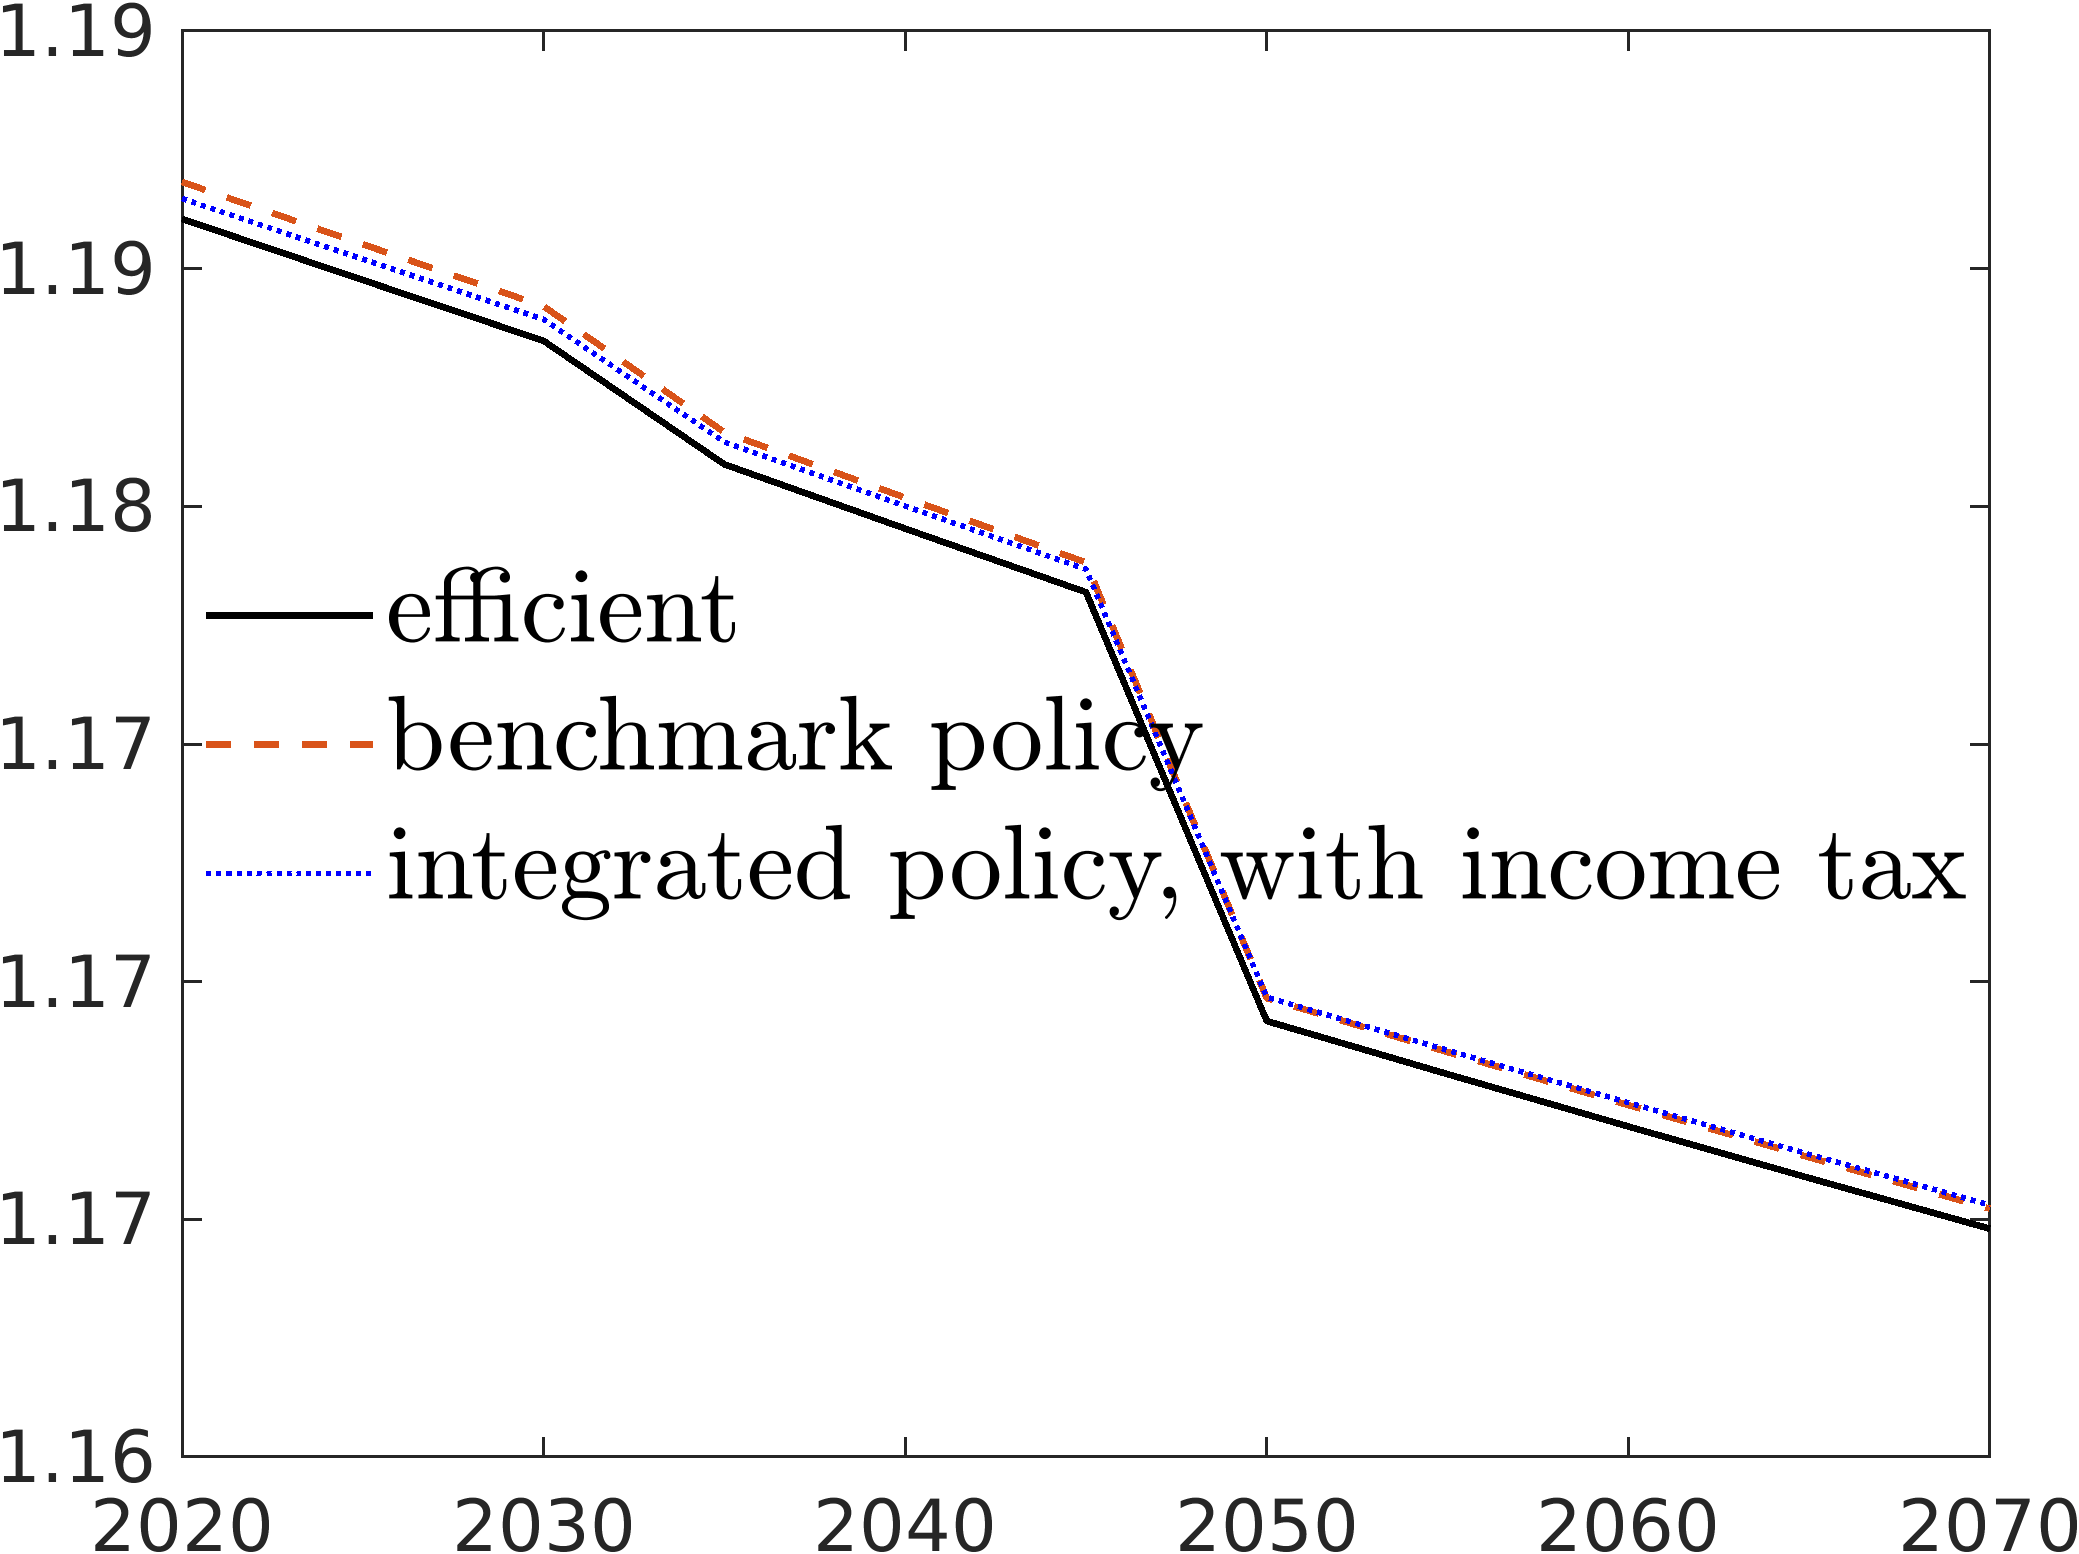 1.19
1.19
1.18
1.17
1.17
1.17
1.16
efficient
benchmark policy
integrated policy, with income tax
2020 2030 2040 2050 2060 2070